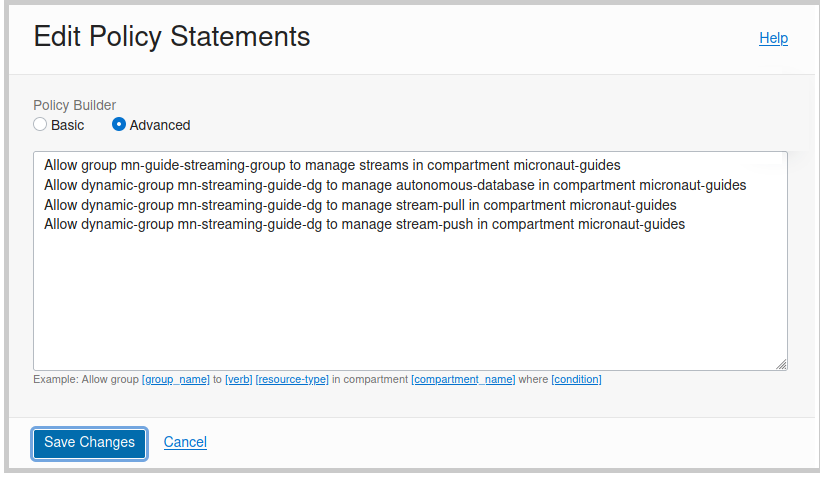 Edit Policy Statements
Help
Policy Builder
Basic
Advanced
Allow group mn-guide-streaming-group to manage streams in compartment micronaut-guides
Allow dynamic-group mn-streaming-guide-dg to manage autonomous-database in compartment micronaut-guides
Allow dynamic-group mn-streaming-guide-dg to manage stream-pull in compartment micronaut-guides
Allow dynamic-group mn-streaming-guide-dg to manage stream-push in compartment micronaut-guides
Example: Allow group [group_name] to [verb] [resource-type] in compartment [compartment_name] where [condition]
Save Changes
Cancel